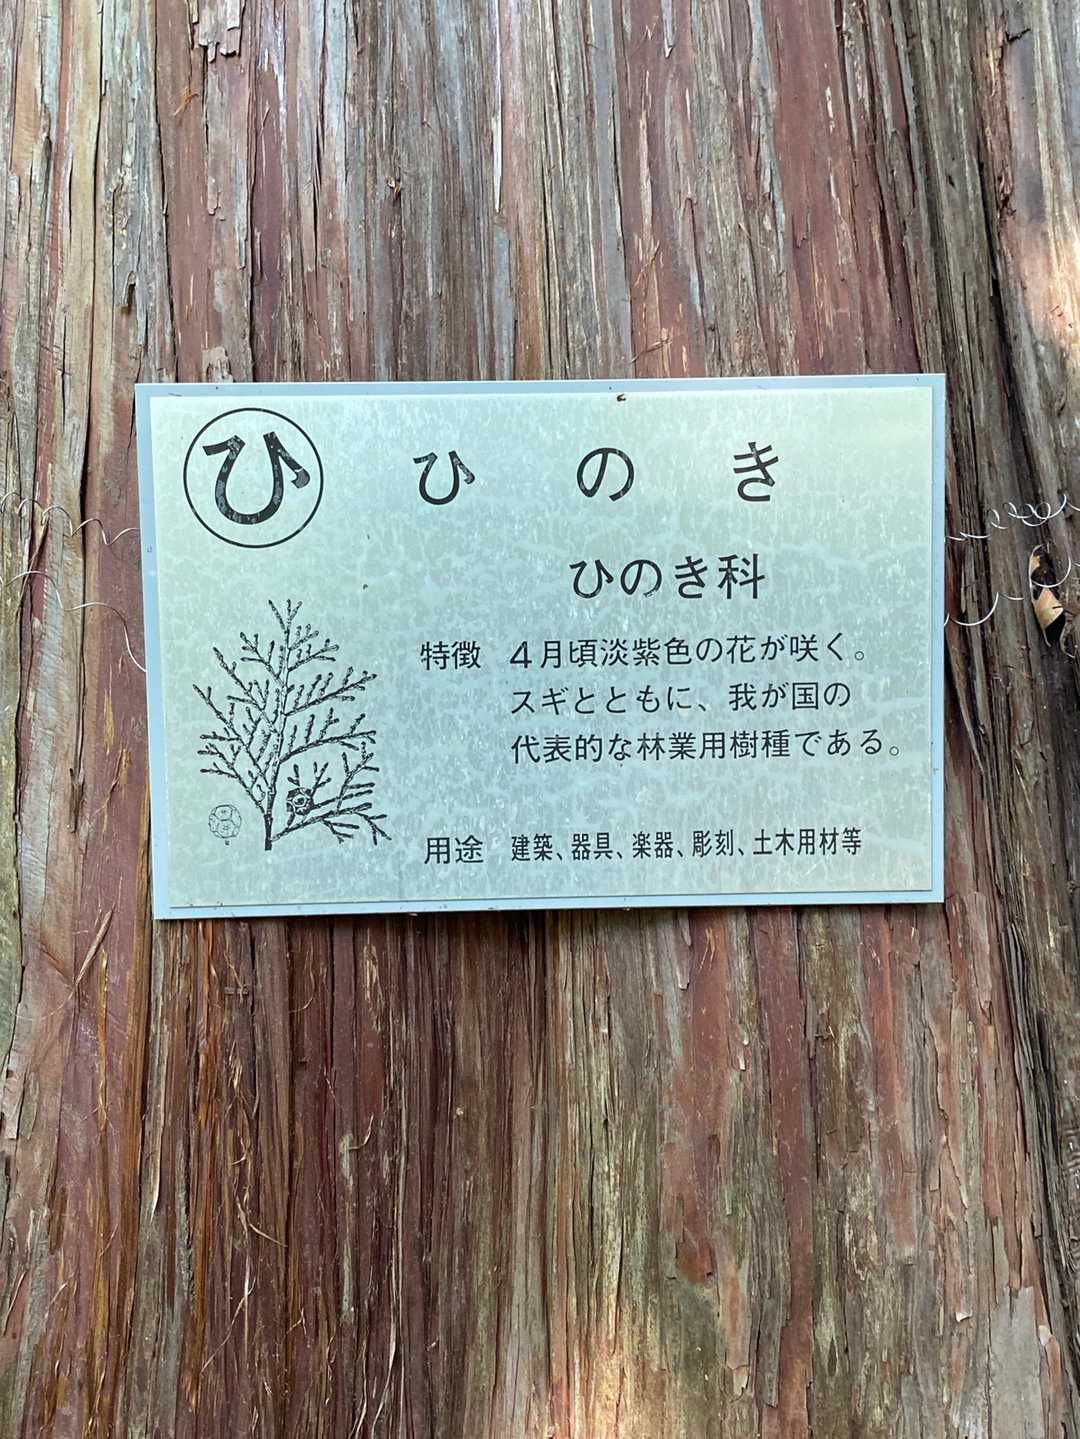 ひ
ひのき
ひのき科
特徴 4月頃淡紫色の花が咲く。
スギとともに、我が国の
代表的な林業用樹種である。
用途 建築、器具、楽器、彫刻、土木用材等